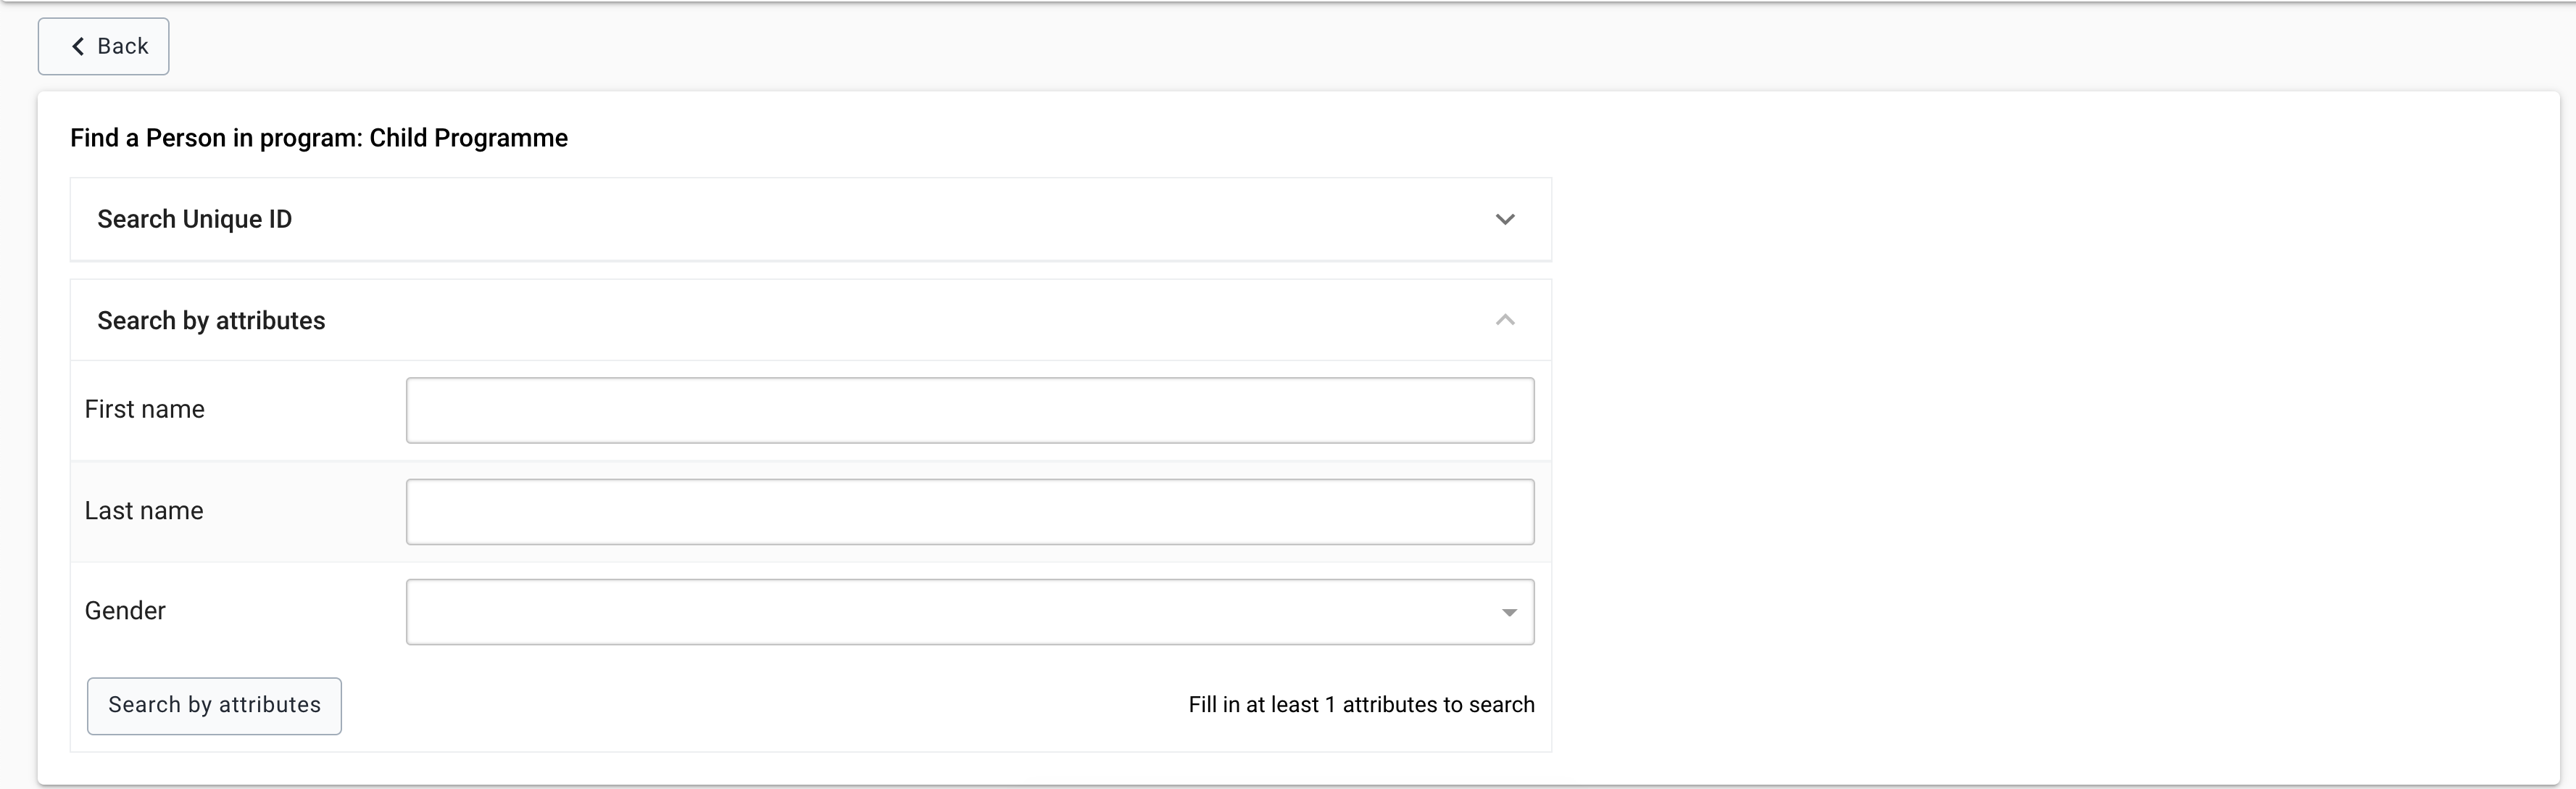 Back
Find a Person in program: Child Programme
Search Unique ID
Search by attributes
First name
Last name
Gender
Search by attributes
Fill in at least 1 attributes to search